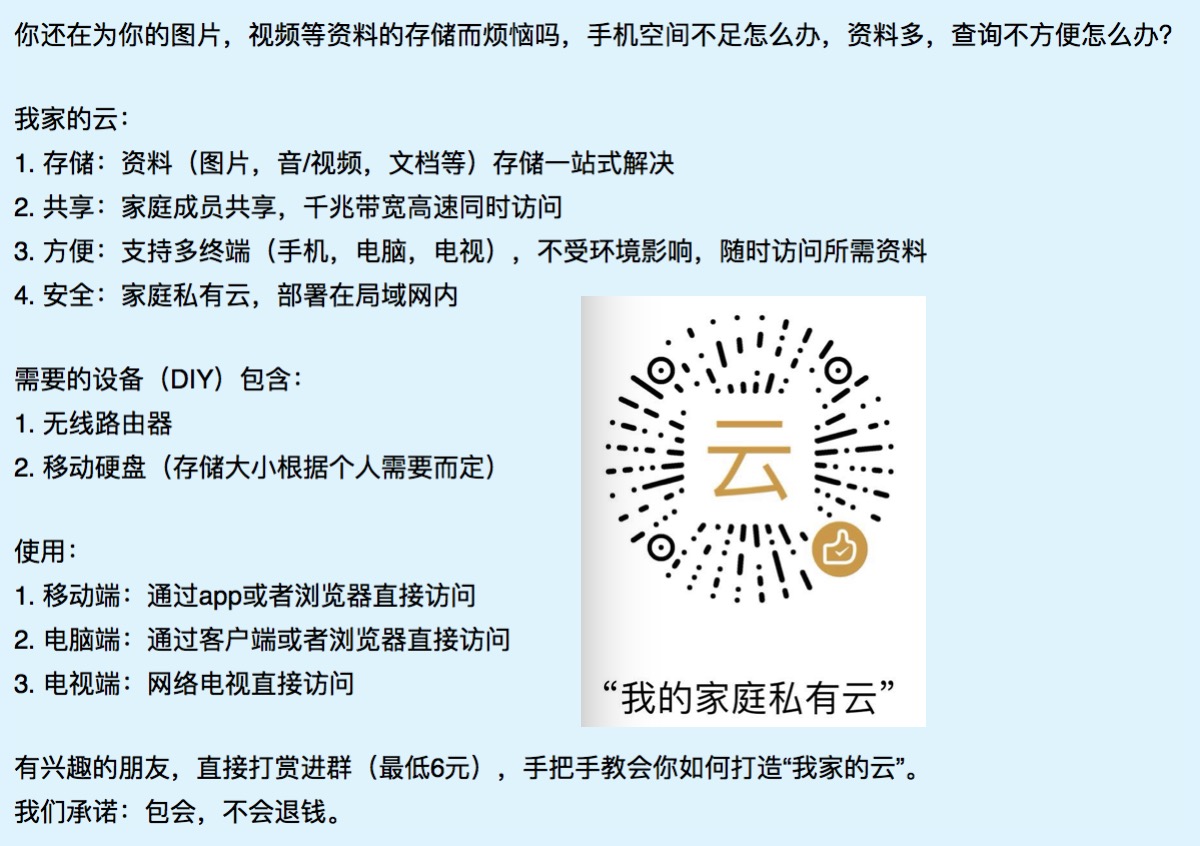 你还在为你的图片，视频等资料的存储而烦恼吗，手机空间不足怎么办，资料多，查询不方便怎么办？
我家的云：
1. 存储：资料（图片，音/视频，文档等）存储一站式解决
2. 共享：家庭成员共享，千兆带宽高速同时访问
3. 方便：支持多终端（手机，电脑，电视），不受环境影响，随时访问所需资料
4. 安全：家庭私有云，部署在局域网内
需要的设备（DIY）包含：
1. 无线路由器
2. 移动硬盘（存储大小根据个人需要而定）
使用：
1. 移动端：通过app或者浏览器直接访问
2. 电脑端：通过客户端或者浏览器直接访问
3. 电视端：网络电视直接访问
云
“我的家庭私有云”
有兴趣的朋友，直接打赏进群（最低6元），手把手教会你如何打造“我家的云”。
我们承诺：包会，不会退钱。